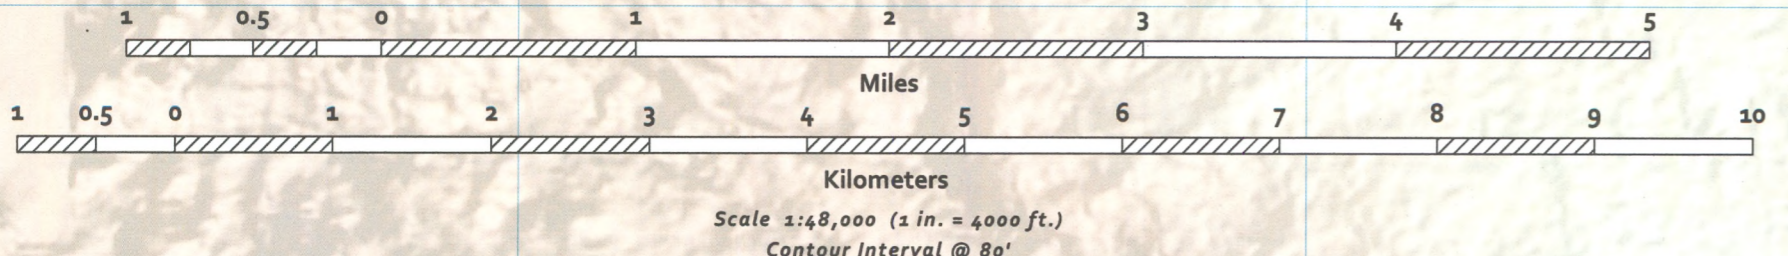 1 0.5 0 1 2 3 4 5
Miles
1 0.5 0 1 2 3 4 5 6 7 8 9 10
Kilometers
Scale 1:48,000 (1 in. = 4000 ft.)
Contour Interval @ 80'